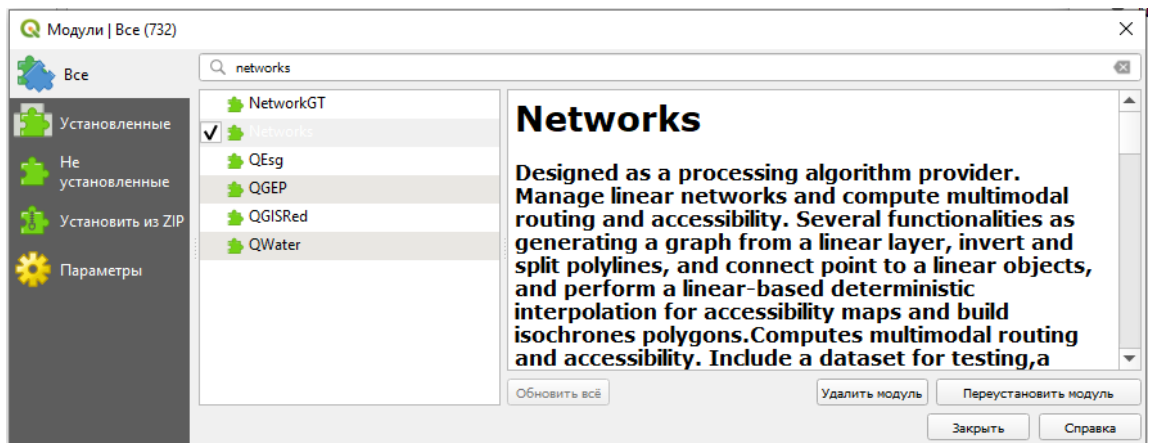 Модули | Все (732)
Все
Установленные
Не
установленные
Установить из ZIP
Параметры
networks
NetworkGT
Networks
QEsg
QGEP
QGISRed
QWater
Networks
Designed as a processing algorithm provider.
Manage linear networks and compute multimodal
routing and accessibility. Several functionalities as
generating a graph from a linear layer, invert and
split polylines, and connect point to a linear objects,
and perform a linear-based deterministic
interpolation for accessibility maps and build
isochrones polygons.Computes multimodal routing
and accessibility. Include a dataset for testing,a
Обновить всё
Удалить модуль
Переустановить модуль
Закрыть
Справка